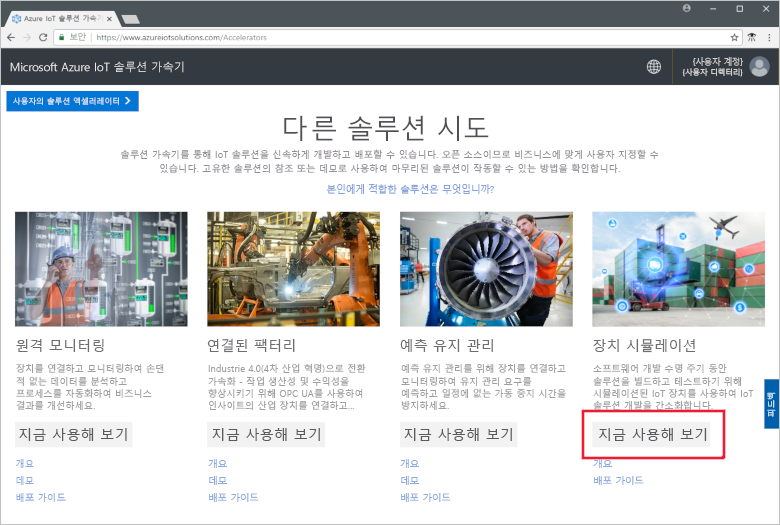 Azure IoT 솔루션 가속기
보안 | https://www.azureiotsolutions.com/Accelerators
Microsoft Azure IoT 솔루션 가속기
{사용자 계정}
{사용자 디렉터리}
사용자의 솔루션 액셀러레이터
다른 솔루션 시도
솔루션 가속기를 통해 IoT 솔루션을 신속하게 개발하고 배포할 수 있습니다. 오픈 소스이므로 비즈니스에 맞게 사용자 지정할 수
있습니다. 고유한 솔루션의 참조 또는 데모로 사용하여 마무리된 솔루션이 작동할 수 있는 방법을 확인합니다.
본인에게 적합한 솔루션은 무엇입니까?
원격 모니터링
장치를 연결하고 모니터링하여 손댄
적 없는 데이터를 분석하고
프로세스를 자동화하여 비즈니스
결과를 개선하세요.
지금 사용해 보기
개요
데모
배포 가이드
연결된 팩터리
Industrie 4.0(4차 산업 혁명)으로 전환
가속화 - 작업 생산성 및 수익성을
향상시키기 위해 OPC UA를 사용하여
인사이트의 산업 장치를 연결하고...
지금 사용해 보기
개요
데모
배포 가이드
예측 유지 관리
예측 유지 관리를 위해 장치를 연결하고
모니터링하여 유지 관리 요구를
예측하고 일정에 없는 가동 중지 시간을
방지하세요.
지금 사용해 보기
개요
데모
배포 가이드
장치 시뮬레이션
소프트웨어 개발 수명 주기 동안
솔루션을 빌드하고 테스트하기 위해
시뮬레이션된 IoT 장치를 사용하여 IoT
솔루션 개발을 간소화합니다.
지금 사용해 보기
개요
배포 가이드
피드백